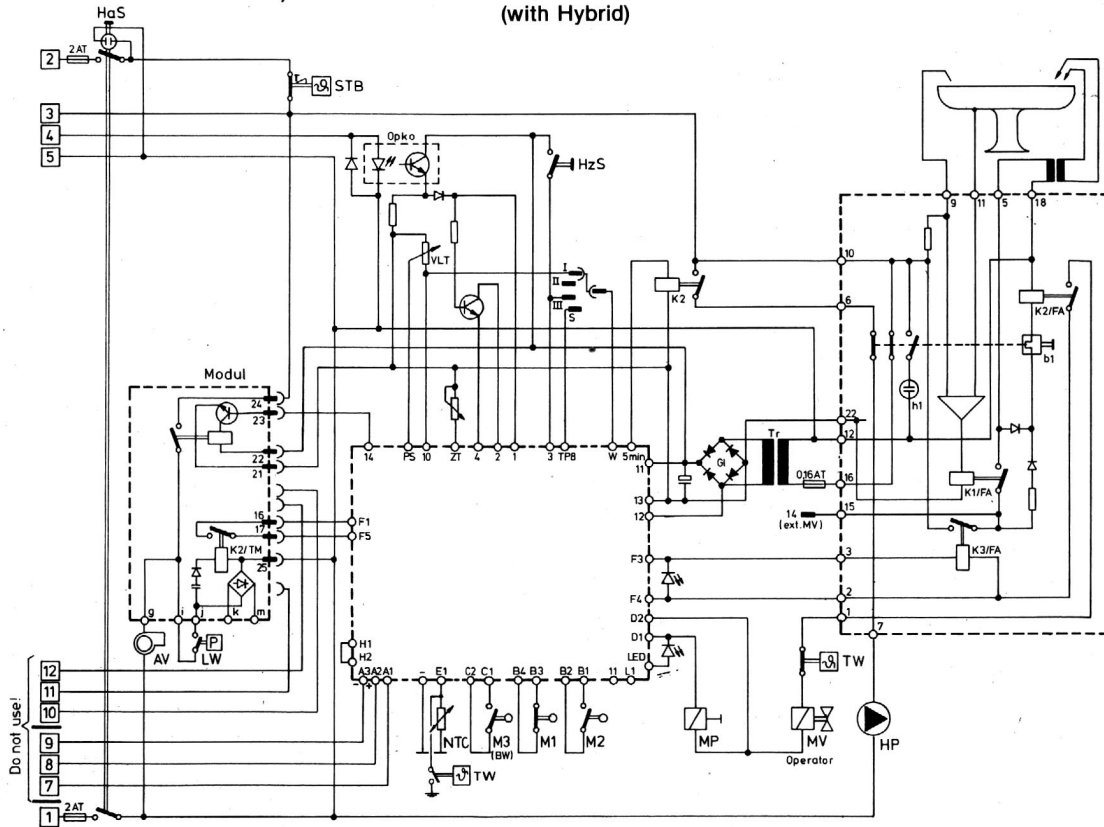 HaS
(with Hybrid)
2 2AT
STB
3
4
5
Opko
HzS
9 11 5 18
VLT
I
II
III
S
K2
10
6
K2/FA
b1
h1
Modul
24
23
22
21
16
17
K2/TM
25
g i j k m
14 PS 10 ZT 4 2 1 3 TP8 W 5min
11
13
12
Gl
Tr
0,16AT
22
12
16
15
14
(ext.MV)
K1/FA
K3/FA
F1
F5
F3
F4
D2
D1
LED
3
2
1
7
AV
P
LW
H1
H2
A3 A2 A1
- +
- E1 C2 C1 B4 B3 B2 B1 11 L1
NTC
M3
(BW)
M1
M2
MP
MV
Operator
TW
HP
ϑ TW
Do not use!
12
11
10
9
8
7
1 2AT